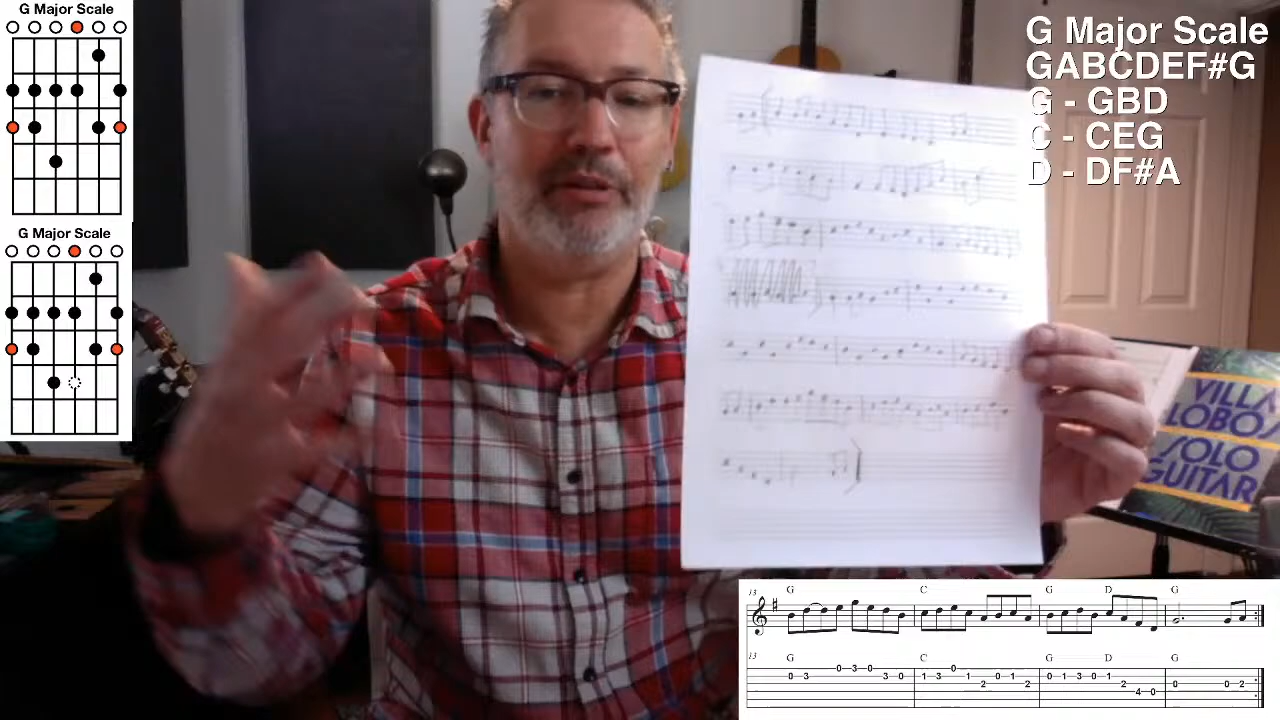 G Major Scale
G Major Scale
G Major Scale
GABCDEF#G
G - GBD
C - CEG
D - DF#A
VILLA
LOBOS
SOLO
GUITAR
13 G C G D G
13 G C G D G
0 3 0 3 0 3 0 1 3 0 1 2 0 1 2 0 1 3 0 1 2 4 0 0 0 2